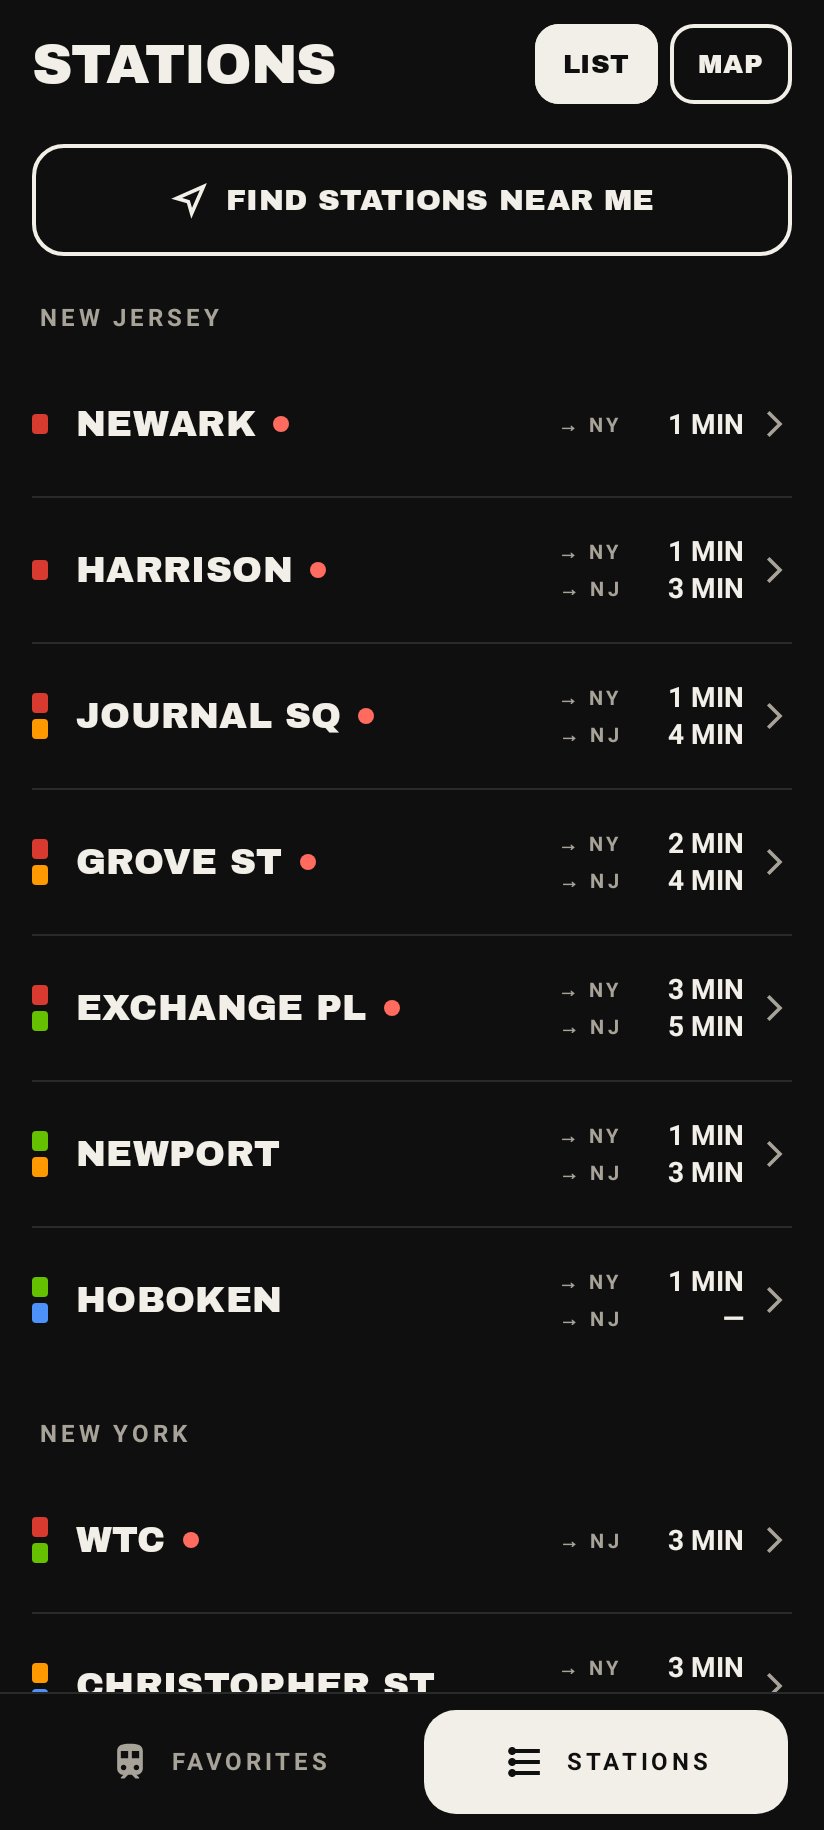 STATIONS
LIST
MAP
FIND STATIONS NEAR ME
NEW JERSEY
NEWARK → NY 1 MIN
HARRISON → NY 1 MIN
→ NJ 3 MIN
JOURNAL SQ → NY 1 MIN
→ NJ 4 MIN
GROVE ST → NY 2 MIN
→ NJ 4 MIN
EXCHANGE PL → NY 3 MIN
→ NJ 5 MIN
NEWPORT → NY 1 MIN
→ NJ 3 MIN
HOBOKEN → NY 1 MIN
→ NJ —
NEW YORK
WTC → NJ 3 MIN
CHRISTOPHER ST → NY 3 MIN
FAVORITES
STATIONS